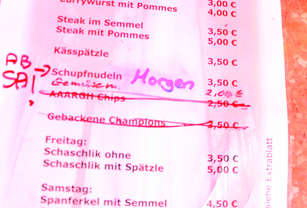 Currywurst mit Pommes 3,00 €
4,00 €
Steak im Semmel 3,50 €
Steak mit Pommes 5,00 €
Kässpätzle 3,50 €
AB → Schupfnudeln Morgen 3,50 €
SA!
2,00 €
AAARGH Chips 2,50 €
Gebackene Champions 3,50 €
Freitag:
Schaschlik ohne 3,50 €
Schaschlik mit Spätzle 5,00 €
Samstag:
Spanferkel mit Semmel 4,50 €